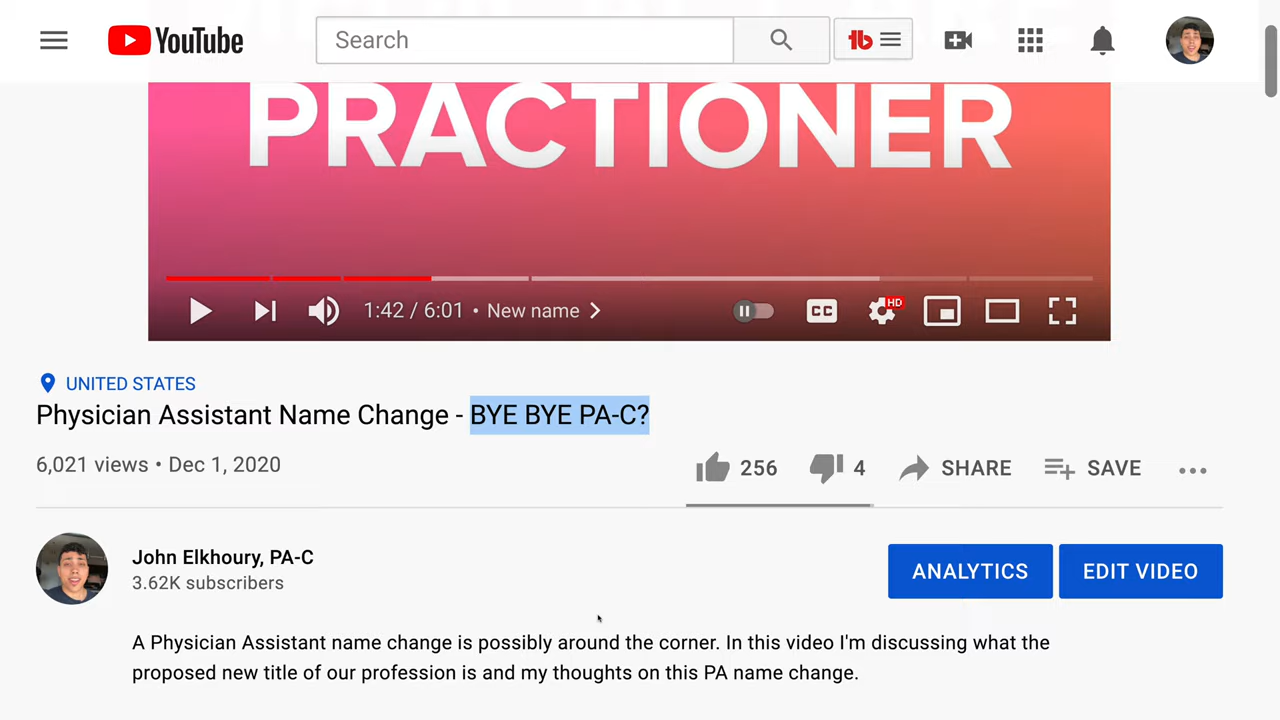 YouTube
Search
tb
PRACTIONER
1:42 / 6:01 • New name
CC
HD
UNITED STATES
Physician Assistant Name Change - BYE BYE PA-C?
6,021 views • Dec 1, 2020
256
4
SHARE
SAVE
John Elkhoury, PA-C
3.62K subscribers
ANALYTICS
EDIT VIDEO
A Physician Assistant name change is possibly around the corner. In this video I'm discussing what the
proposed new title of our profession is and my thoughts on this PA name change.